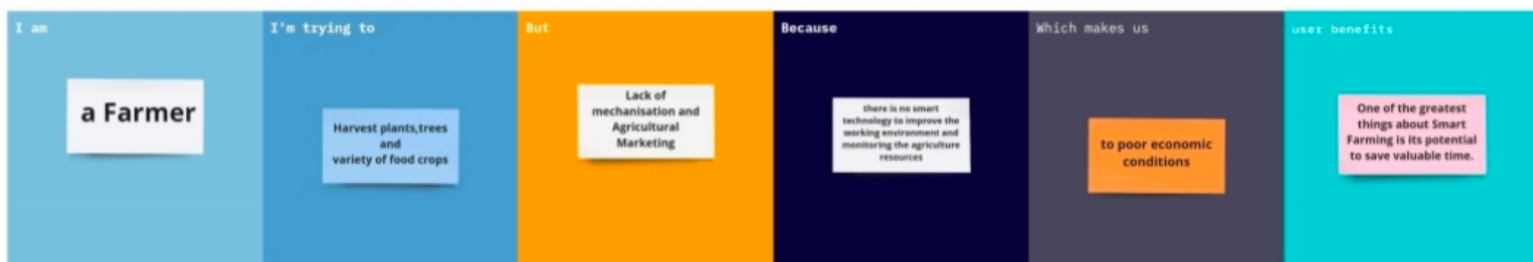 I am
a Farmer
I'm trying to
Harvest plants,trees
and
variety of food crops
But
Lack of
mechanisation and
Agricultural
Marketing
Because
there is no smart
technology to improve the
working environment and
monitoring the agriculture
resources
Which makes us
to poor economic
conditions
user benefits
One of the greatest
things about Smart
Farming is its potential
to save valuable time.